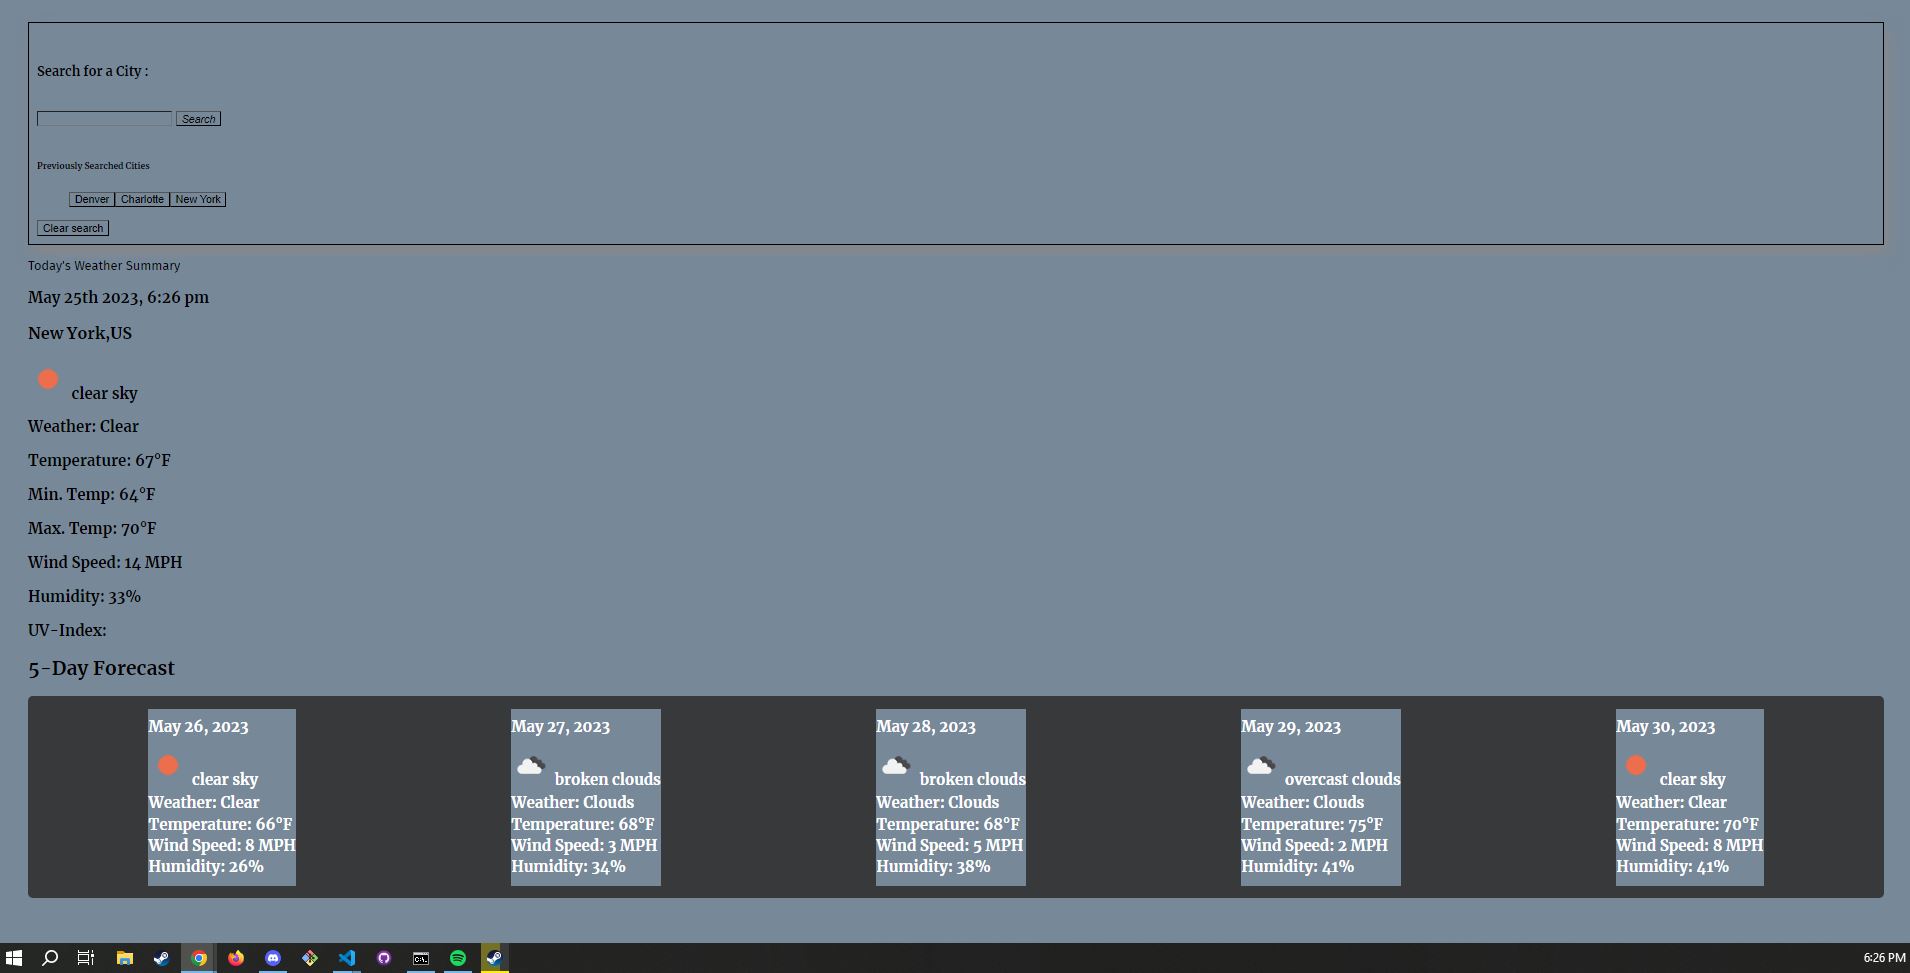 Search for a City :
Search
Previously Searched Cities
Denver Charlotte New York
Clear search
Today's Weather Summary
May 25th 2023, 6:26 pm
New York,US
clear sky
Weather: Clear
Temperature: 67°F
Min. Temp: 64°F
Max. Temp: 70°F
Wind Speed: 14 MPH
Humidity: 33%
UV-Index:
5-Day Forecast
May 26, 2023
clear sky
Weather: Clear
Temperature: 66°F
Wind Speed: 8 MPH
Humidity: 26%
May 27, 2023
broken clouds
Weather: Clouds
Temperature: 68°F
Wind Speed: 3 MPH
Humidity: 34%
May 28, 2023
broken clouds
Weather: Clouds
Temperature: 68°F
Wind Speed: 5 MPH
Humidity: 38%
May 29, 2023
overcast clouds
Weather: Clouds
Temperature: 75°F
Wind Speed: 2 MPH
Humidity: 41%
May 30, 2023
clear sky
Weather: Clear
Temperature: 70°F
Wind Speed: 8 MPH
Humidity: 41%
6:26 PM